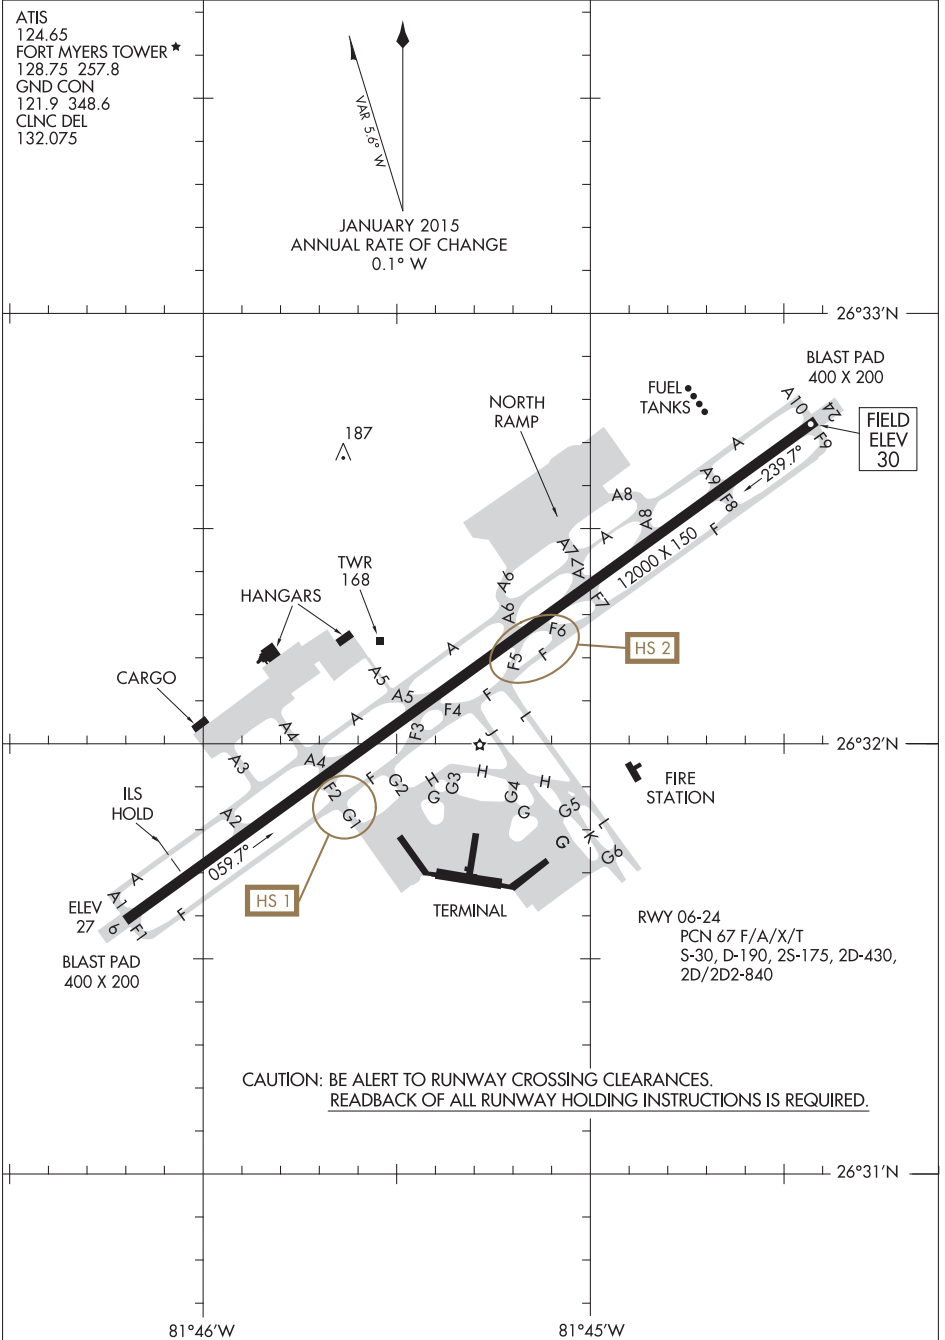 ATIS
124.65
FORT MYERS TOWER ★
128.75 257.8
GND CON
121.9 348.6
CLNC DEL
132.075
VAR 5.6° W
JANUARY 2015
ANNUAL RATE OF CHANGE
0.1° W
26°33'N
BLAST PAD
400 X 200
FUEL
TANKS
NORTH
RAMP
A10
24
FIELD
ELEV
30
187
A
F9
239.7°
A9
F8
A8
A8
F
A7
A
A7
12000 X 150
TWR
168
HANGARS
A6
A6
F7
F6
HS 2
F5
F
A
CARGO
A5
A5
F
F4
L
A
A4
F3
J
26°32'N
A3
A4
F
H
G2
H
G3
G
H
G4
G
FIRE
STATION
ILS
HOLD
F2
G1
G5
L
K
G
G6
A2
059.7°
A
A1
HS 1
TERMINAL
ELEV
27
6
F1
F
RWY 06-24
PCN 67 F/A/X/T
S-30, D-190, 2S-175, 2D-430,
2D/2D2-840
BLAST PAD
400 X 200
CAUTION: BE ALERT TO RUNWAY CROSSING CLEARANCES.
READBACK OF ALL RUNWAY HOLDING INSTRUCTIONS IS REQUIRED.
26°31'N
81°46'W
81°45'W